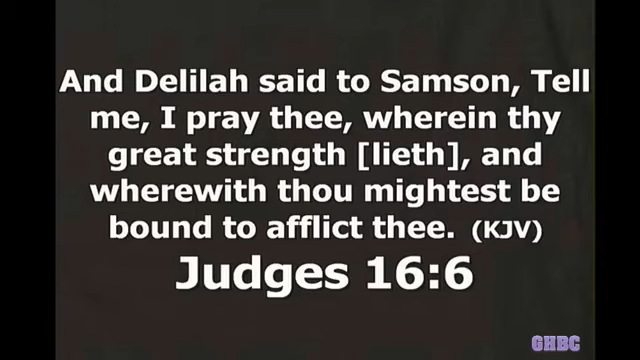 And Delilah said to Samson, Tell
me, I pray thee, wherein thy
great strength [lieth], and
wherewith thou mightest be
bound to afflict thee. (KJV)
Judges 16:6
GHBC